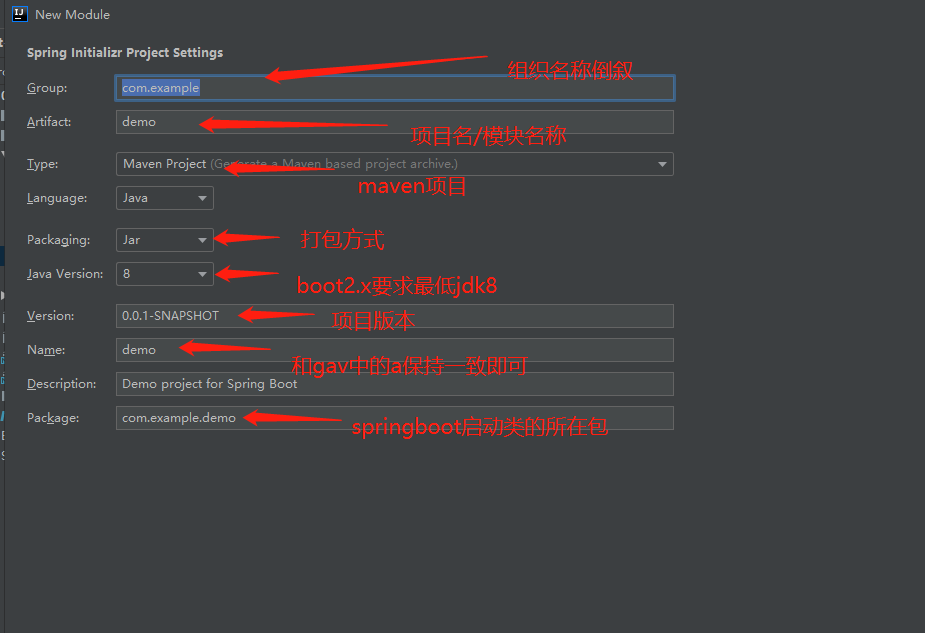 New Module
Spring Initializr Project Settings
组织名称倒叙
Group: com.example
Artifact: demo
项目名/模块名称
Type: Maven Project (Generate a Maven based project archive.)
maven项目
Language: Java
Packaging: Jar
打包方式
Java Version: 8
boot2.x要求最低jdk8
Version: 0.0.1-SNAPSHOT
项目版本
Name: demo
和gav中的a保持一致即可
Description: Demo project for Spring Boot
Package: com.example.demo
springboot启动类的所在包